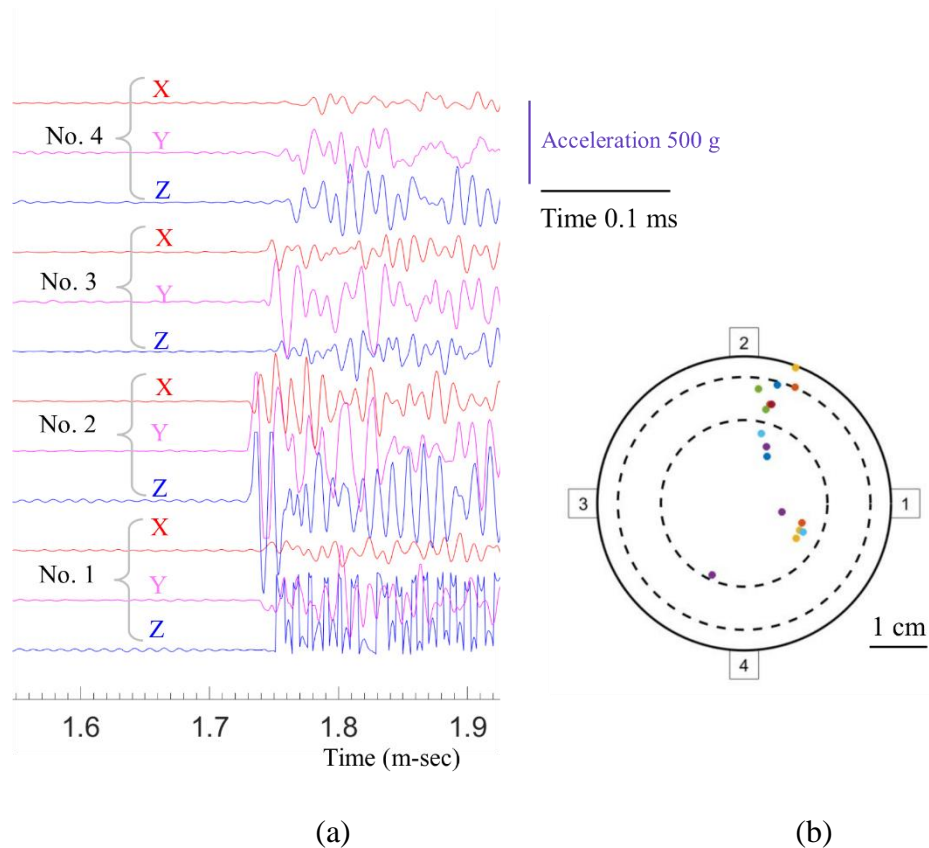 X
No. 4
Y
Z
X
No. 3
Y
Z
X
No. 2
Y
Z
X
No. 1
Y
Z
1.6 1.7 1.8 1.9
Time (m-sec)
(a)
Acceleration 500 g
Time 0.1 ms
2
3
1
4
1 cm
(b)